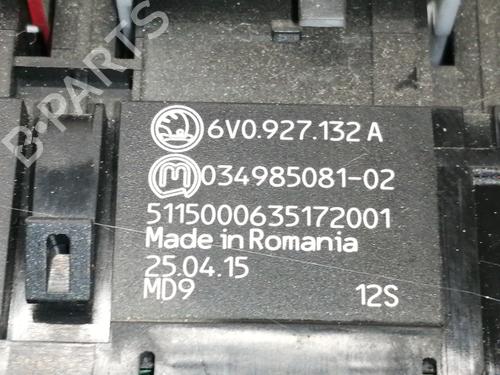 6V0.927.132 A
034985081-02
5115000635172001
Made in Romania
25.04.15
MD9 12S
B-PARTS